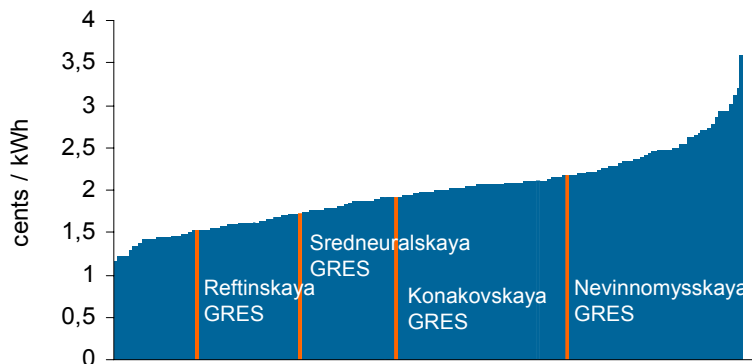 4
3,5
3
2,5
2
1,5
1
0,5
0
cents / kWh
Reftinskaya
GRES
Sredneuralskaya
GRES
Konakovskaya
GRES
Nevinnomysskaya
GRES